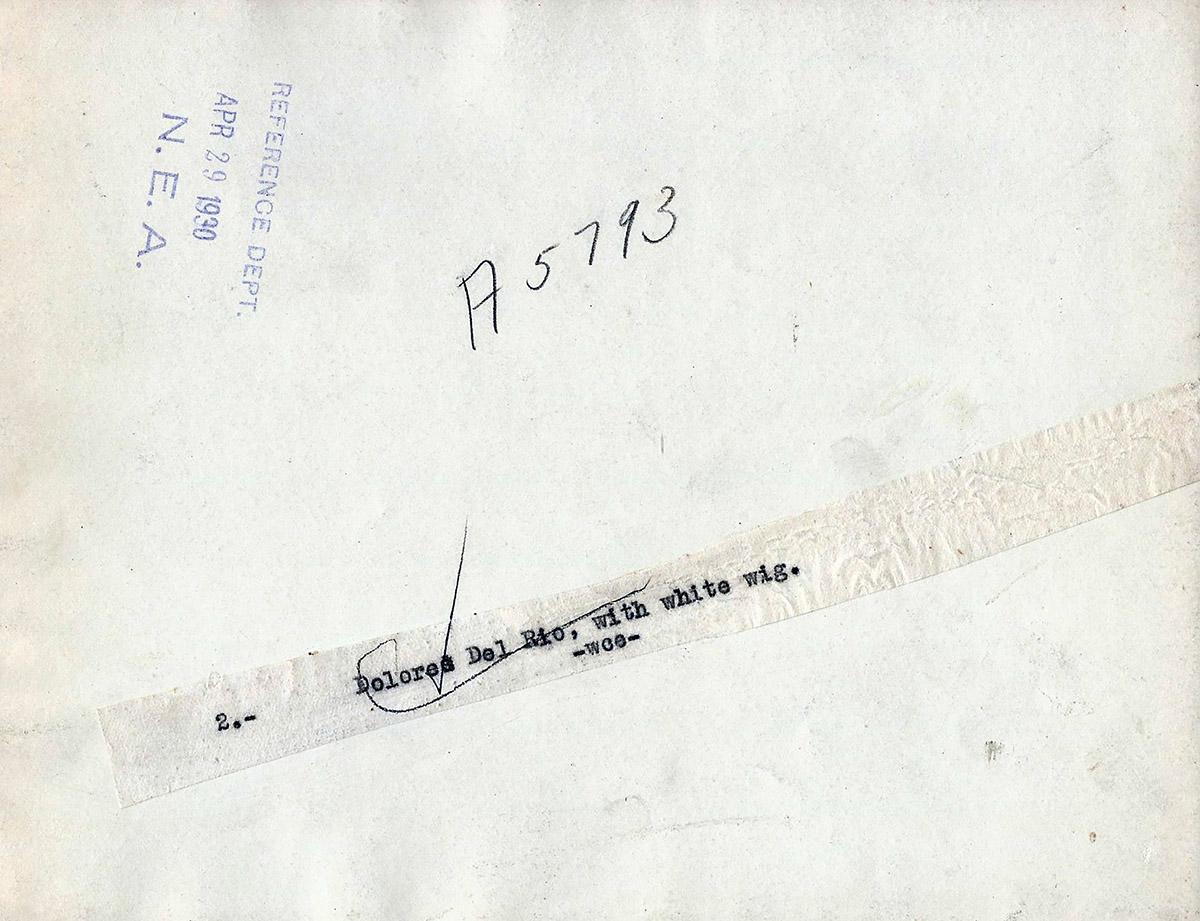 REFERENCE DEPT.
APR 29 1930
N. E. A.
A 5793
2.- Dolores Del Rio, with white wig.
-wce-